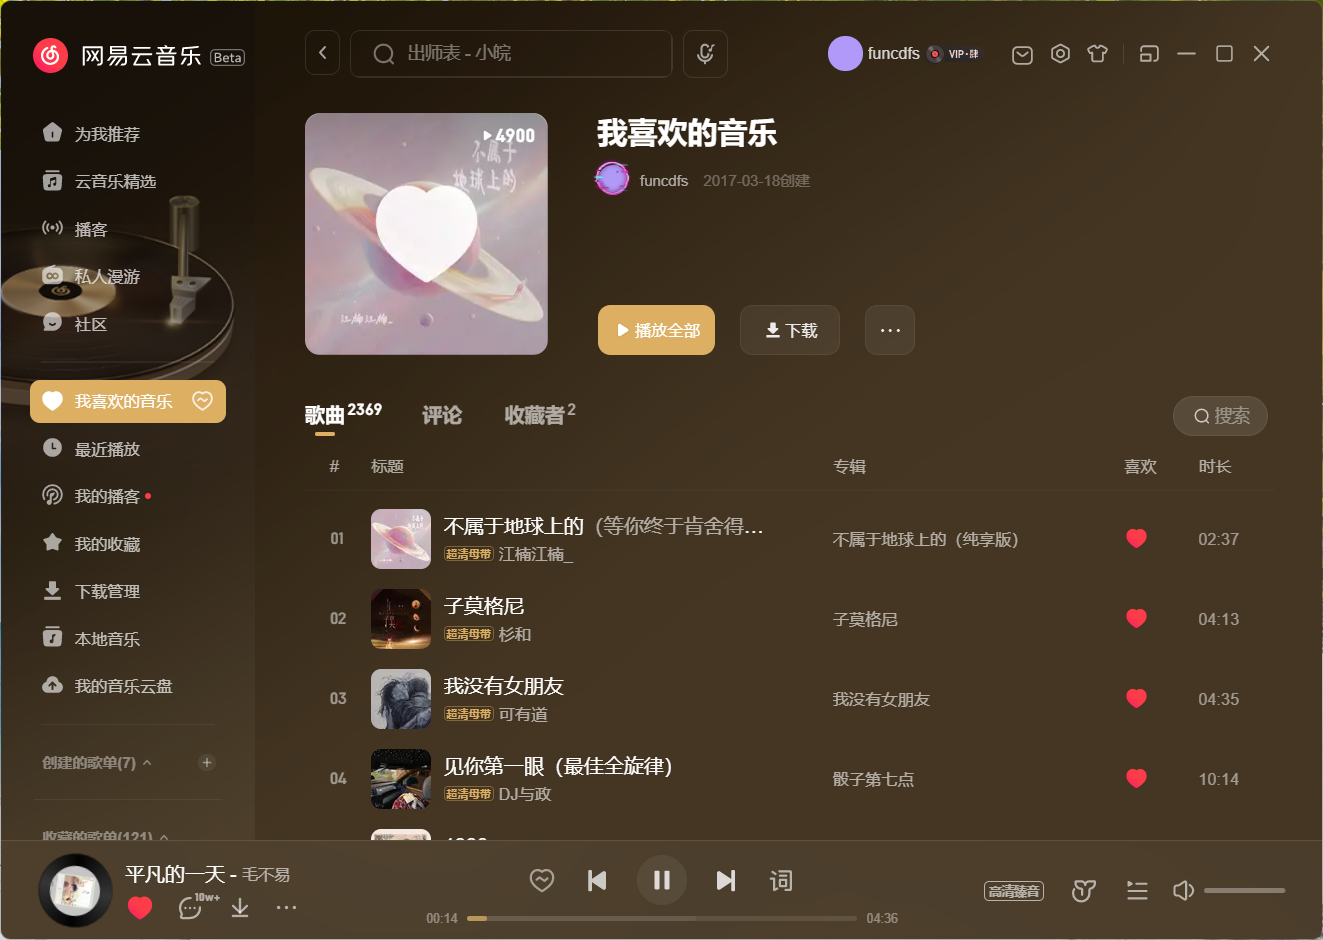 网易云音乐 Beta
出师表 - 小皖
funcdfs VIP·肆
为我推荐
云音乐精选
播客
私人漫游
社区
我喜欢的音乐
最近播放
我的播客
我的收藏
下载管理
本地音乐
我的音乐云盘
创建的歌单(7)
收藏的歌单(121)
4900
不属于
地球上的
江楠江楠_
我喜欢的音乐
funcdfs 2017-03-18创建
播放全部 下载
歌曲 2369 评论 收藏者 2 搜索
# 标题 专辑 喜欢 时长
01 不属于地球上的（等你终于肯舍得... 不属于地球上的（纯享版） 02:37
超清母带 江楠江楠_
02 子莫格尼 子莫格尼 04:13
超清母带 杉和
03 我没有女朋友 我没有女朋友 04:35
超清母带 可有道
04 见你第一眼（最佳全旋律） 骰子第七点 10:14
超清母带 DJ与政
平凡的一天 - 毛不易
10w+
词
00:14 04:36
高清臻音